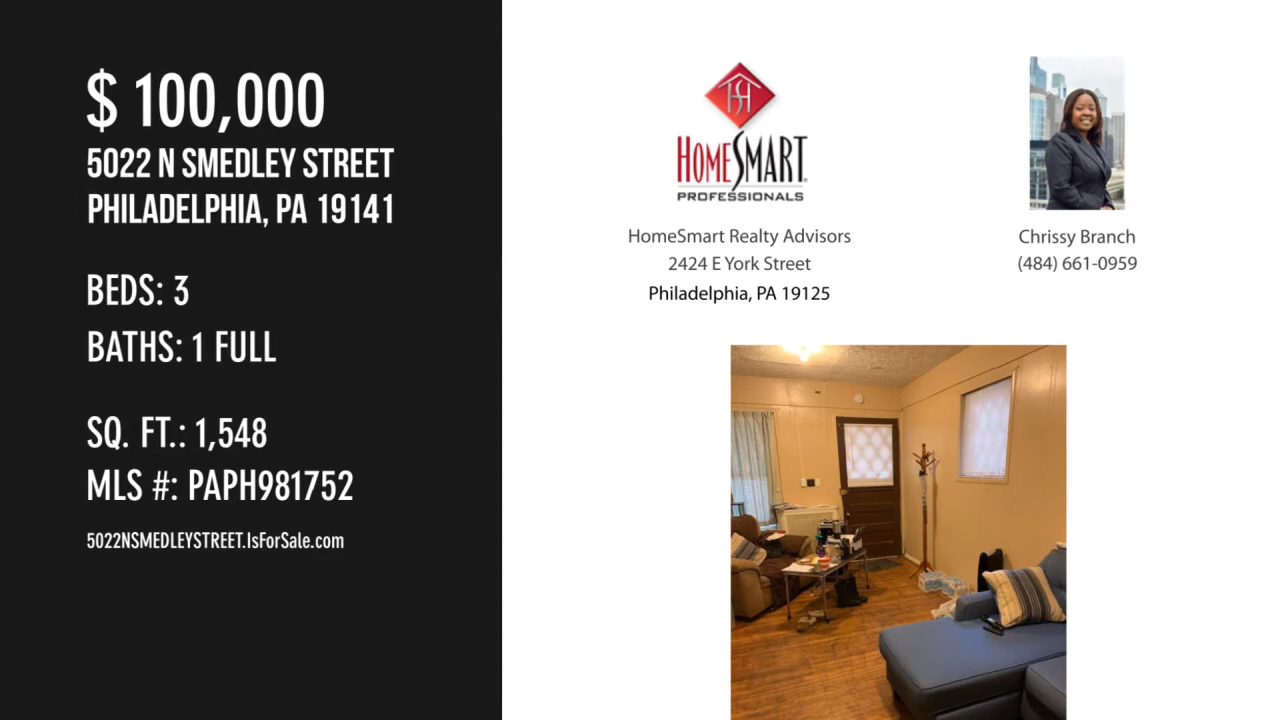 $ 100,000
5022 N SMEDLEY STREET
PHILADELPHIA, PA 19141
BEDS: 3
BATHS: 1 FULL
SQ. FT.: 1,548
MLS #: PAPH981752
5022NSMEDLEYSTREET.IsForSale.com
HOMESMART®
PROFESSIONALS
HomeSmart Realty Advisors
2424 E York Street
Philadelphia, PA 19125
Chrissy Branch
(484) 661-0959